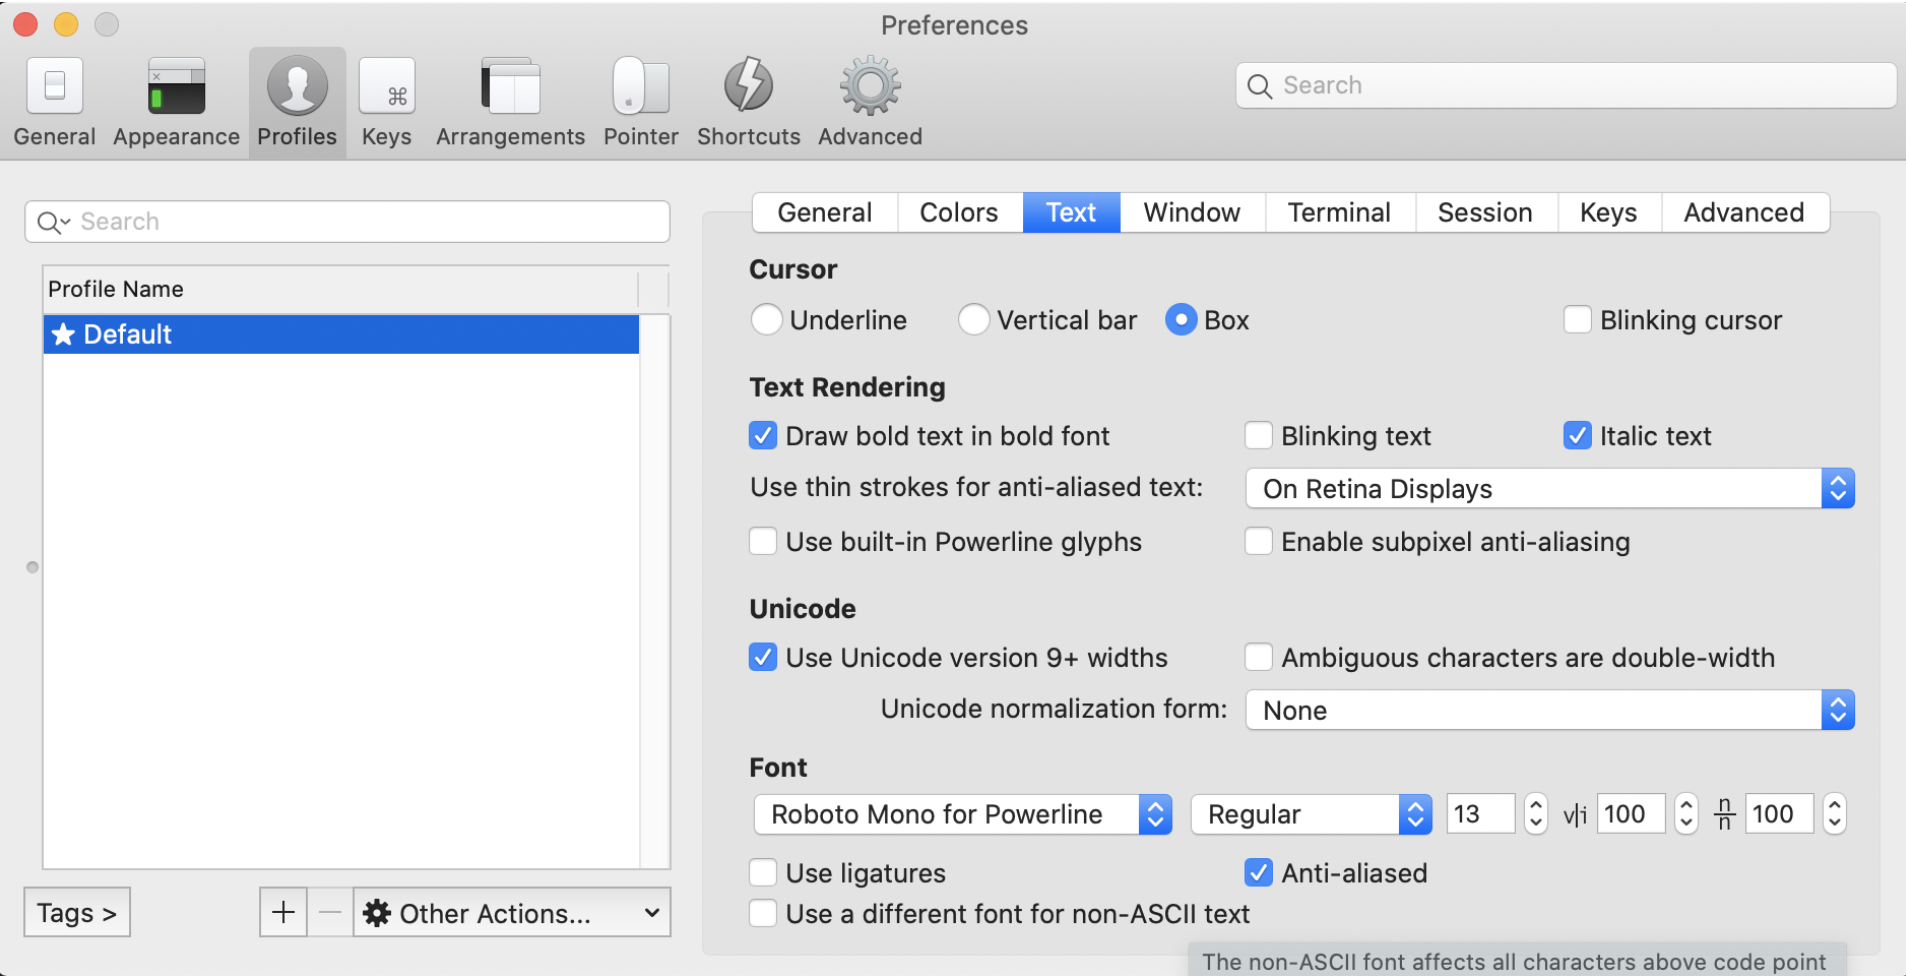 Preferences
General Appearance Profiles Keys Arrangements Pointer Shortcuts Advanced
Search
Search
Profile Name
★ Default
Tags >
+ − Other Actions...
General Colors Text Window Terminal Session Keys Advanced
Cursor
Underline Vertical bar Box Blinking cursor
Text Rendering
Draw bold text in bold font Blinking text Italic text
Use thin strokes for anti-aliased text: On Retina Displays
Use built-in Powerline glyphs Enable subpixel anti-aliasing
Unicode
Use Unicode version 9+ widths Ambiguous characters are double-width
Unicode normalization form: None
Font
Roboto Mono for Powerline Regular 13 v|i 100 n/n 100
Use ligatures Anti-aliased
Use a different font for non-ASCII text
The non-ASCII font affects all characters above code point